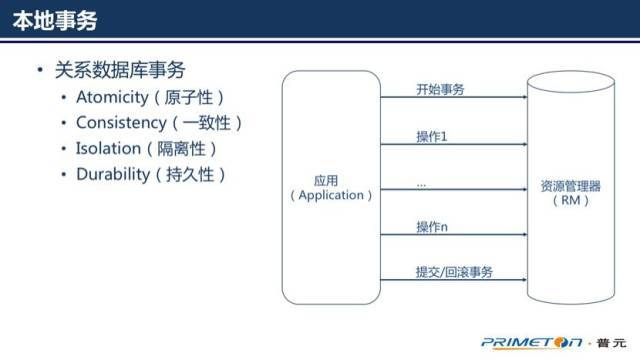 本地事务
• 关系数据库事务
• Atomicity（原子性）
• Consistency（一致性）
• Isolation（隔离性）
• Durability（持久性）
应用
（Application）
开始事务
操作1
...
操作n
提交/回滚事务
资源管理器
（RM）
PRIMETON · 普元